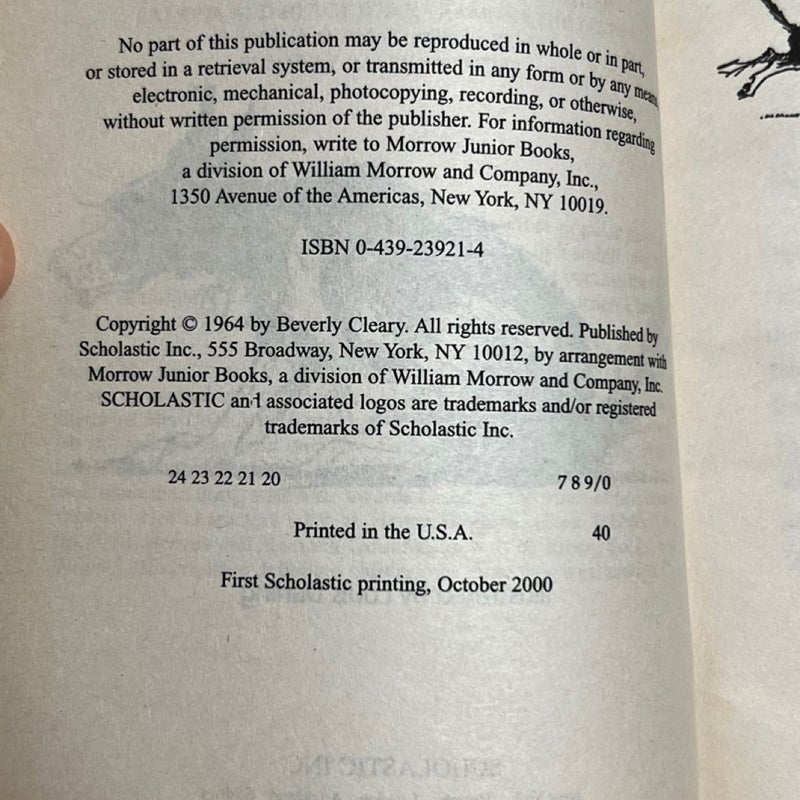 No part of this publication may be reproduced in whole or in part,
or stored in a retrieval system, or transmitted in any form or by any means,
electronic, mechanical, photocopying, recording, or otherwise,
without written permission of the publisher. For information regarding
permission, write to Morrow Junior Books,
a division of William Morrow and Company, Inc.,
1350 Avenue of the Americas, New York, NY 10019.
ISBN 0-439-23921-4
Copyright © 1964 by Beverly Cleary. All rights reserved. Published by
Scholastic Inc., 555 Broadway, New York, NY 10012, by arrangement with
Morrow Junior Books, a division of William Morrow and Company, Inc.
SCHOLASTIC and associated logos are trademarks and/or registered
trademarks of Scholastic Inc.
24 23 22 21 20 7 8 9/0
Printed in the U.S.A. 40
First Scholastic printing, October 2000